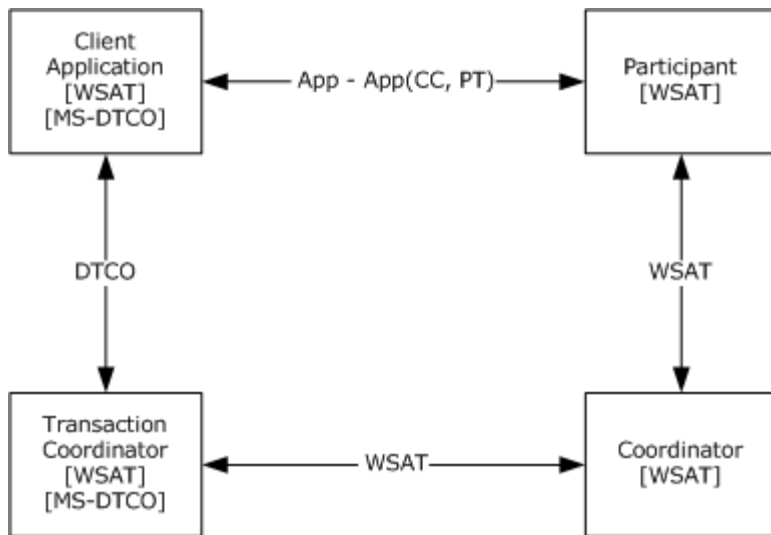 Client
Application
[WSAT]
[MS-DTCO]
App - App(CC, PT)
Participant
[WSAT]
DTCO
WSAT
Transaction
Coordinator
[WSAT]
[MS-DTCO]
WSAT
Coordinator
[WSAT]